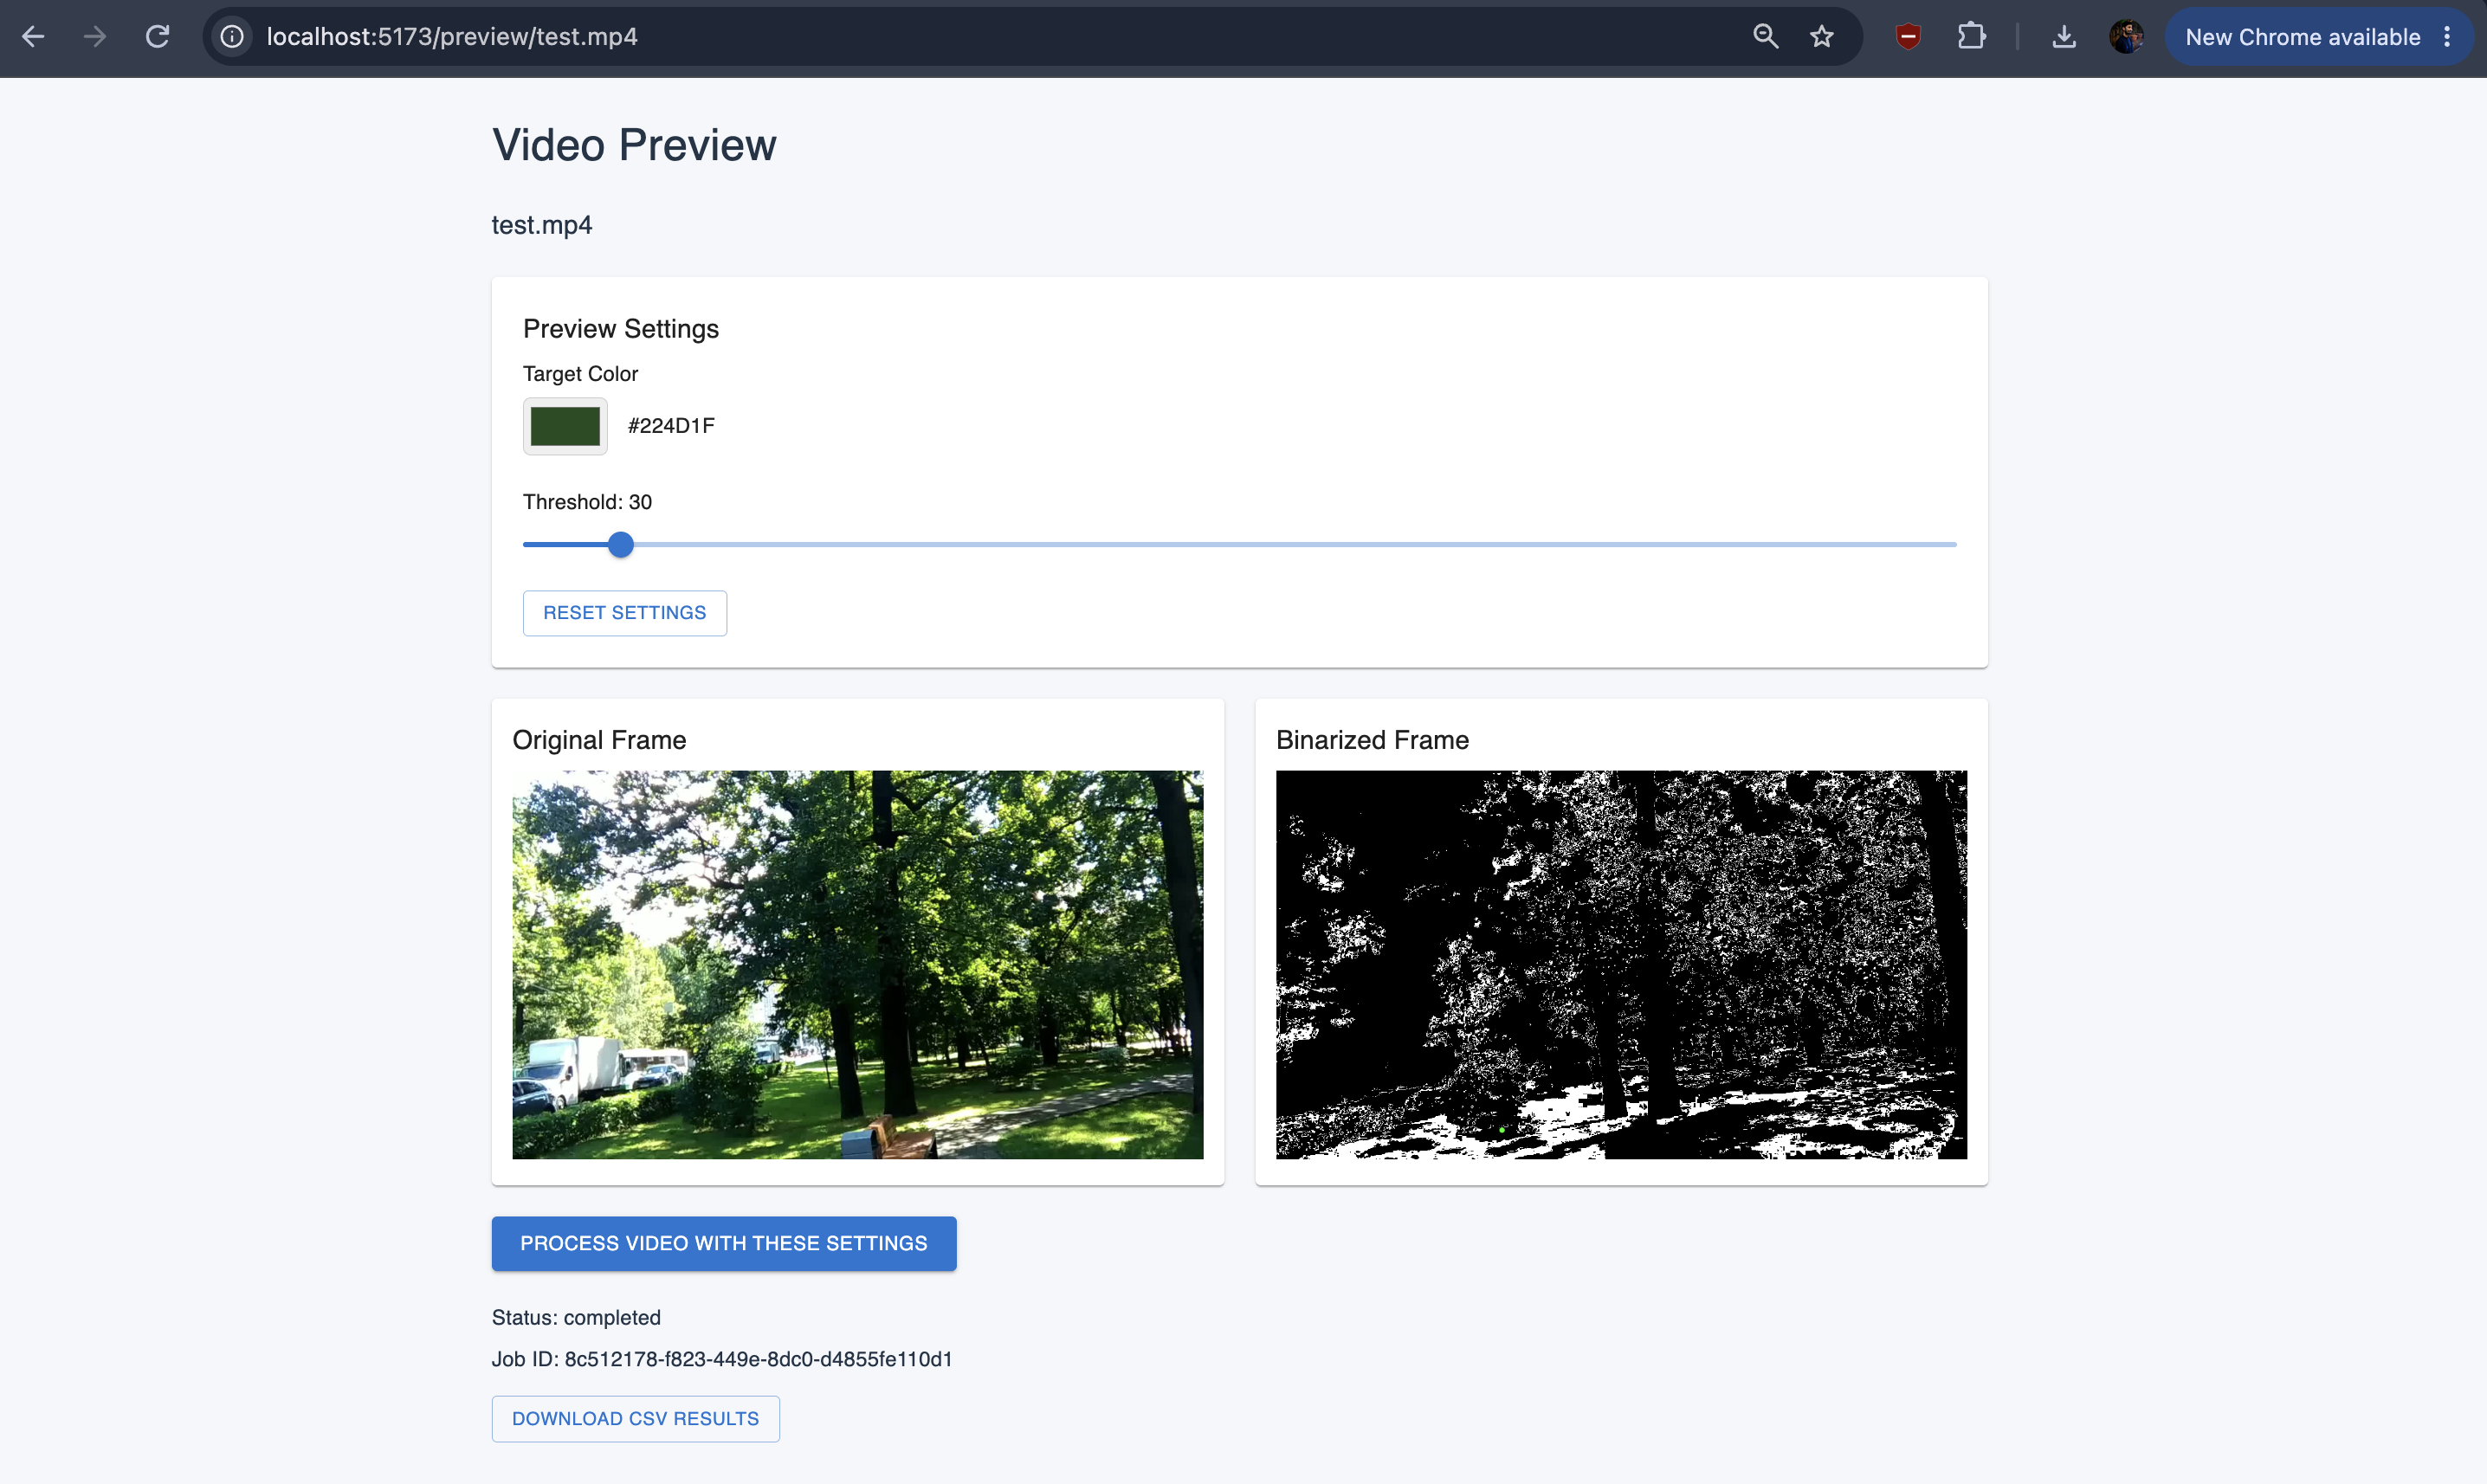 localhost:5173/preview/test.mp4
New Chrome available
Video Preview
test.mp4
Preview Settings
Target Color
#224D1F
Threshold: 30
RESET SETTINGS
Original Frame
Binarized Frame
PROCESS VIDEO WITH THESE SETTINGS
Status: completed
Job ID: 8c512178-f823-449e-8dc0-d4855fe110d1
DOWNLOAD CSV RESULTS